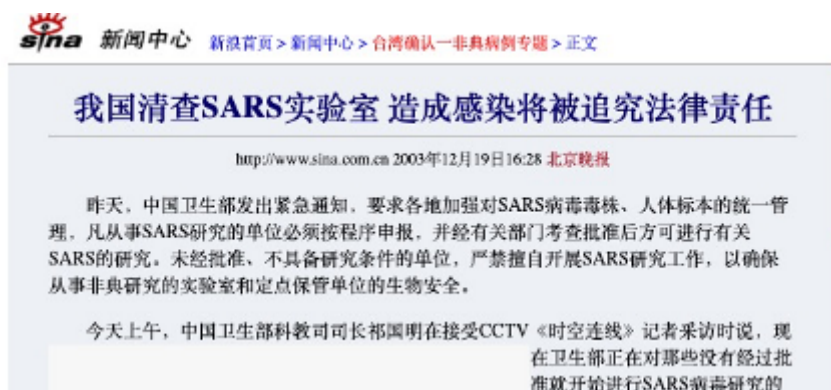 sina 新闻中心 新浪首页 > 新闻中心 > 台湾确认一非典病例专题 > 正文
我国清查SARS实验室 造成感染将被追究法律责任
http://www.sina.com.cn 2003年12月19日16:28 北京晚报
昨天，中国卫生部发出紧急通知，要求各地加强对SARS病毒毒株、人体标本的统一管
理，凡从事SARS研究的单位必须按程序申报，并经有关部门考查批准后方可进行有关
SARS的研究。未经批准、不具备研究条件的单位，严禁擅自开展SARS研究工作，以确保
从事非典研究的实验室和定点保管单位的生物安全。
今天上午，中国卫生部科教司司长祁国明在接受CCTV《时空连线》记者采访时说，现
在卫生部正在对那些没有经过批
准就开始进行SARS病毒研究的